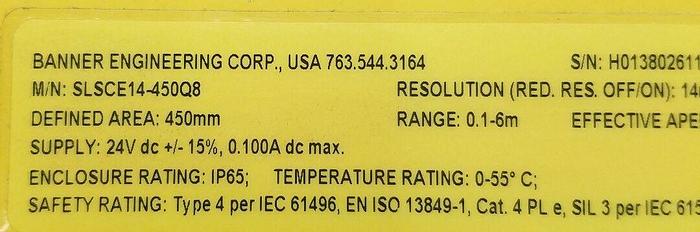 BANNER ENGINEERING CORP., USA 763.544.3164 S/N: H013802611
M/N: SLSCE14-450Q8 RESOLUTION (RED. RES. OFF/ON):
DEFINED AREA: 450mm RANGE: 0.1-6m EFFECTIVE
SUPPLY: 24V dc +/- 15%, 0.100A dc max.
ENCLOSURE RATING: IP65; TEMPERATURE RATING: 0-55° C;
SAFETY RATING: Type 4 per IEC 61496, EN ISO 13849-1, Cat. 4 PL e, SIL 3 per IEC